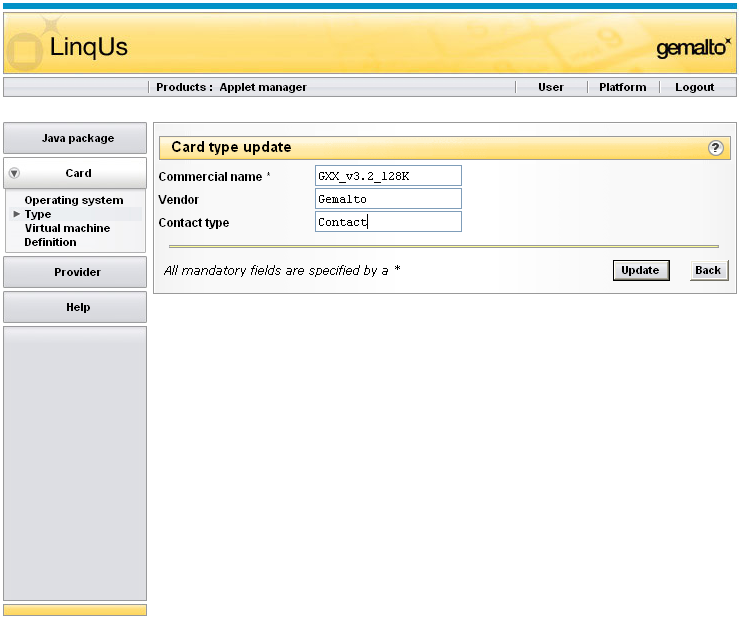 LinqUs
gemalto
Products : Applet manager
User
Platform
Logout
Java package
Card
Operating system
Type
Virtual machine
Definition
Provider
Help
Card type update
?
Commercial name * GXX_v3.2_128K
Vendor Gemalto
Contact type Contact
All mandatory fields are specified by a *
Update
Back